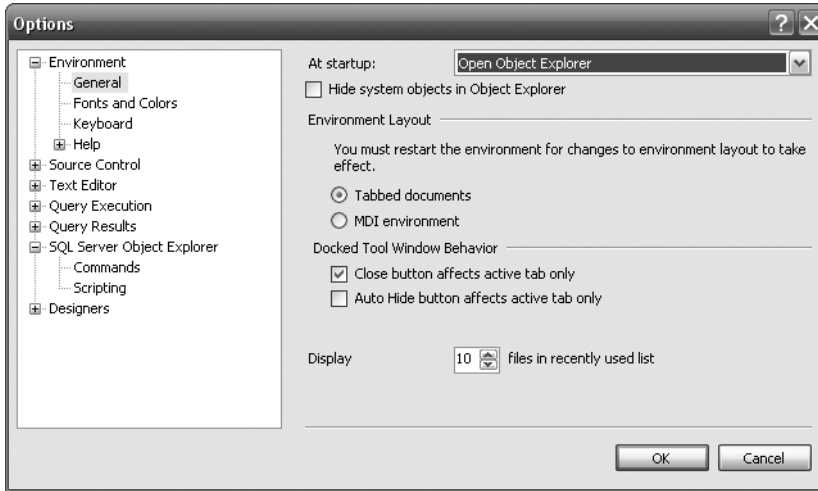 Options
Environment
General
Fonts and Colors
Keyboard
Help
Source Control
Text Editor
Query Execution
Query Results
SQL Server Object Explorer
Commands
Scripting
Designers
At startup: Open Object Explorer
Hide system objects in Object Explorer
Environment Layout
You must restart the environment for changes to environment layout to take
effect.
Tabbed documents
MDI environment
Docked Tool Window Behavior
Close button affects active tab only
Auto Hide button affects active tab only
Display 10 files in recently used list
OK Cancel